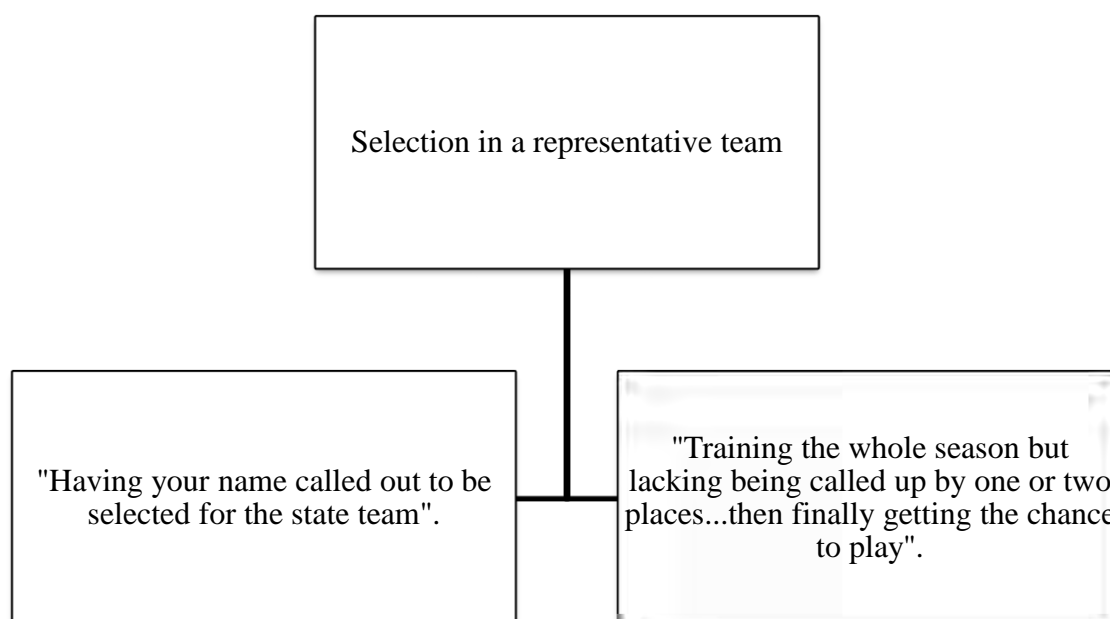 Selection in a representative team
"Having your name called out to be
selected for the state team".
"Training the whole season but
lacking being called up by one or two
places...then finally getting the chance
to play".